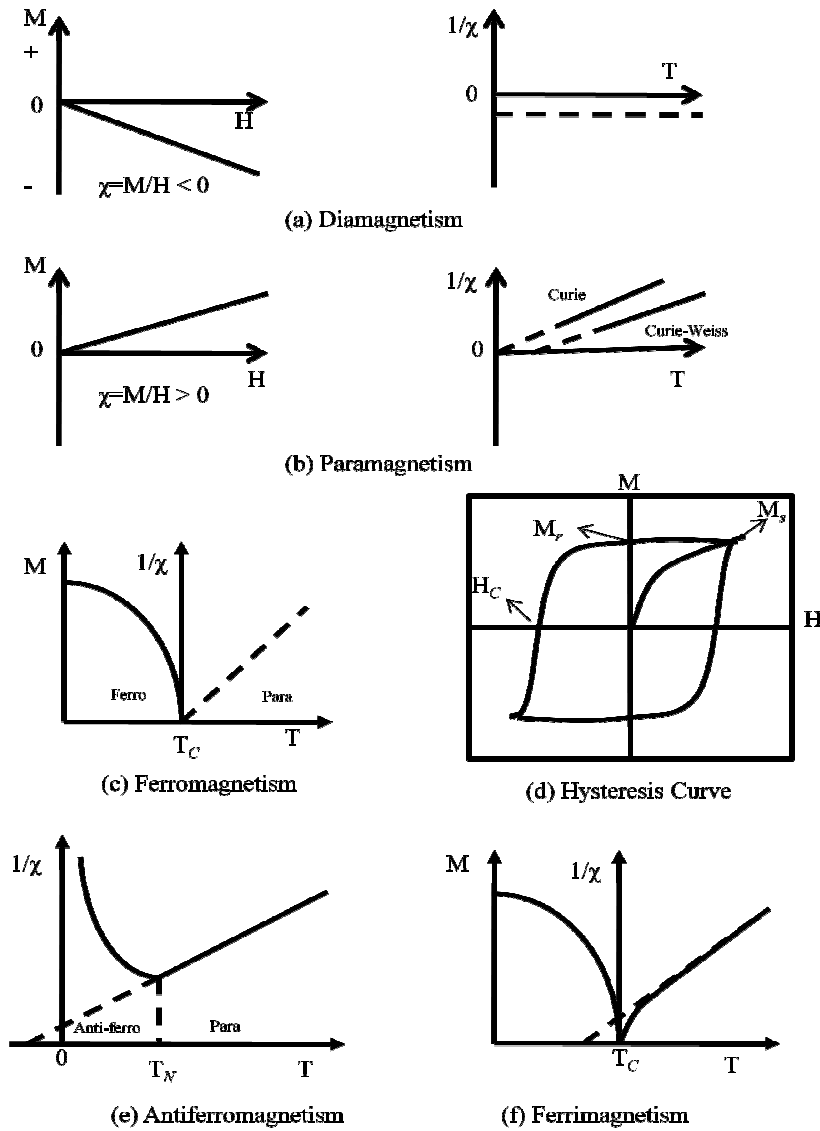 M
+
0
H
-
χ=M/H < 0
1/χ
T
0
(a) Diamagnetism
M
0
H
χ=M/H > 0
1/χ
Curie
Curie-Weiss
0
T
(b) Paramagnetism
M
1/χ
Ferro
Para
T_C
T
(c) Ferromagnetism
M
M_r
M_s
H_C
H
(d) Hysteresis Curve
1/χ
Anti-ferro
Para
0
T_N
T
(e) Antiferromagnetism
M
1/χ
T_C
T
(f) Ferrimagnetism